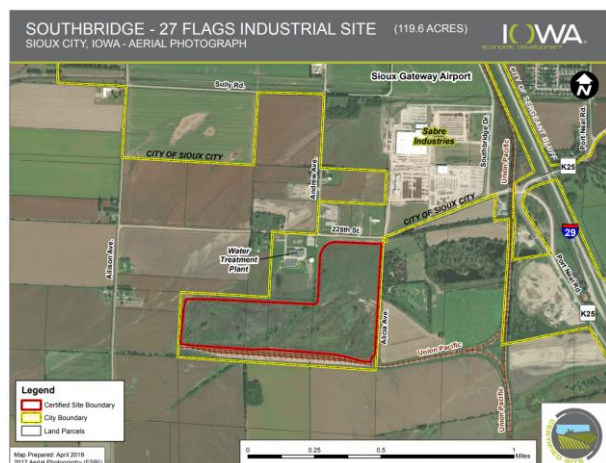 SOUTHBRIDGE - 27 FLAGS INDUSTRIAL SITE (119.6 ACRES)
SIOUX CITY, IOWA - AERIAL PHOTOGRAPH
IOWA
economic development
Sioux Gateway Airport
N
Sully Rd.
CITY OF SERGEANT BLUFF
Port Neal Rd.
Sabre
Industries
Southbridge Dr
Union Pacific
K25
CITY OF SIOUX CITY
Andrew Ave
CITY OF SIOUX CITY
29
225th St.
Water
Treatment
Plant
Allison Ave.
Port Neal Rd.
K25
Alicia Ave
Union Pacific
Union Pacific
Legend
Certified Site Boundary
City Boundary
Land Parcels
Map Prepared: April 2019
2017 Aerial Photography (ESRI)
0 0.25 0.5 1
Miles
CERTIFIED SITE